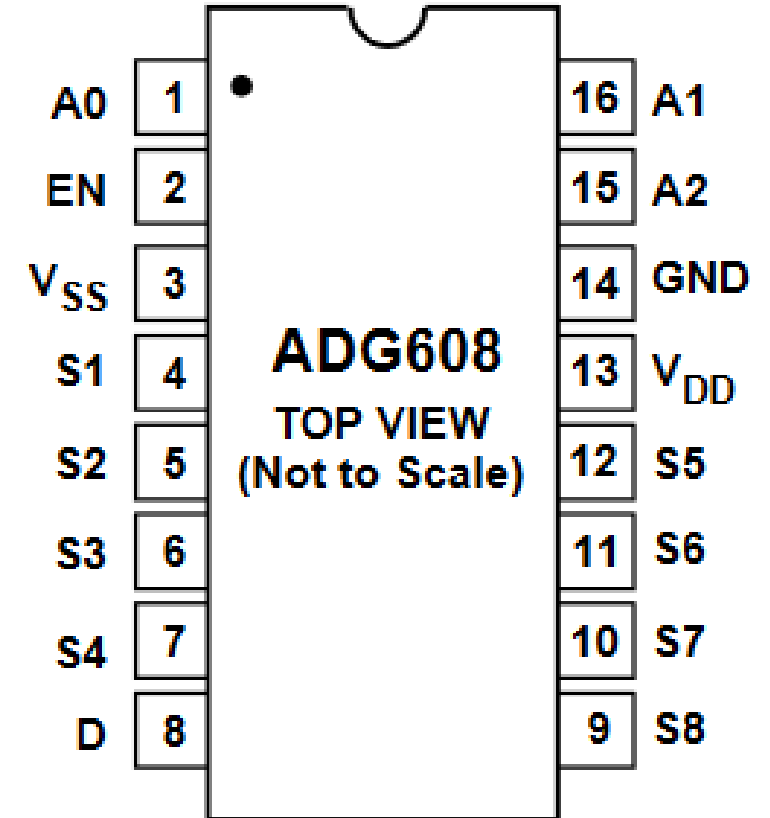 A0 1 16 A1
EN 2 15 A2
VSS 3 14 GND
S1 4 13 VDD
ADG608
TOP VIEW
(Not to Scale)
S2 5 12 S5
S3 6 11 S6
S4 7 10 S7
D 8 9 S8